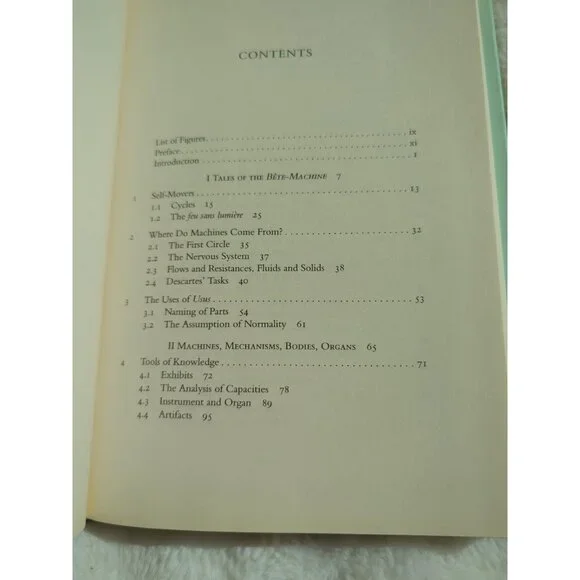 CONTENTS
List of Figures. . . . . . . . . . . . . . . . . . . . . . . . . . . . . . . . ix
Preface. . . . . . . . . . . . . . . . . . . . . . . . . . . . . . . . . . . . xi
Introduction . . . . . . . . . . . . . . . . . . . . . . . . . . . . . . . . 1
I TALES OF THE BÊTE-MACHINE 7
1 Self-Movers. . . . . . . . . . . . . . . . . . . . . . . . . . . . . . . . 13
1.1 Cycles 13
1.2 The feu sans lumière 25
2 Where Do Machines Come From? . . . . . . . . . . . . . . . . . . 32
2.1 The First Circle 35
2.2 The Nervous System 37
2.3 Flows and Resistances, Fluids and Solids 38
2.4 Descartes' Tasks 40
3 The Uses of Usus . . . . . . . . . . . . . . . . . . . . . . . . . . . . 53
3.1 Naming of Parts 54
3.2 The Assumption of Normality 61
II MACHINES, MECHANISMS, BODIES, ORGANS 65
4 Tools of Knowledge . . . . . . . . . . . . . . . . . . . . . . . . . . 71
4.1 Exhibits 72
4.2 The Analysis of Capacities 78
4.3 Instrument and Organ 89
4.4 Artifacts 95